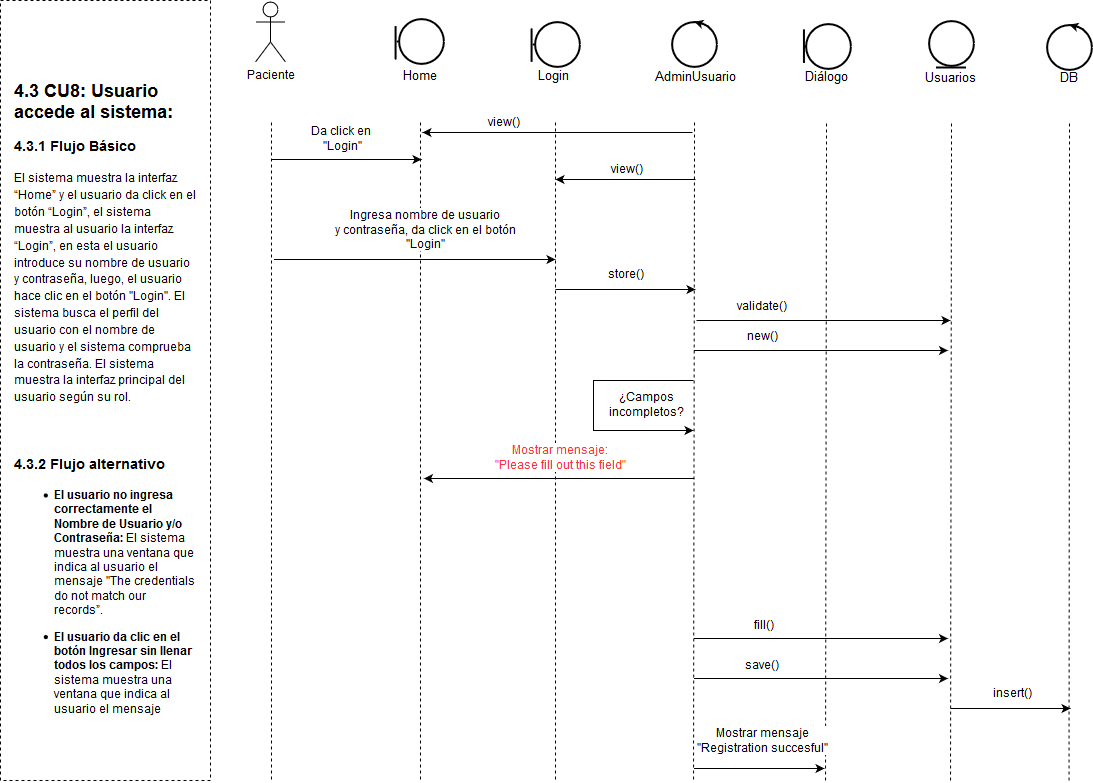 4.3 CU8: Usuario
accede al sistema:
4.3.1 Flujo Básico
El sistema muestra la interfaz
“Home” y el usuario da click en el
botón “Login”, el sistema
muestra al usuario la interfaz
“Login”, en esta el usuario
introduce su nombre de usuario
y contraseña, luego, el usuario
hace clic en el botón "Login". El
sistema busca el perfil del
usuario con el nombre de
usuario y el sistema comprueba
la contraseña. El sistema
muestra la interfaz principal del
usuario según su rol.
4.3.2 Flujo alternativo
• El usuario no ingresa
correctamente el
Nombre de Usuario y/o
Contraseña: El sistema
muestra una ventana que
indica al usuario el
mensaje "The credentials
do not match our
records”.
• El usuario da clic en el
botón Ingresar sin llenar
todos los campos: El
sistema muestra una
ventana que indica al
usuario el mensaje
Paciente
Home
Login
AdminUsuario
Diálogo
Usuarios
DB
view()
Da click en
"Login"
view()
Ingresa nombre de usuario
y contraseña, da click en el botón
"Login"
store()
validate()
new()
¿Campos
incompletos?
Mostrar mensaje:
"Please fill out this field"
fill()
save()
insert()
Mostrar mensaje
"Registration succesful"